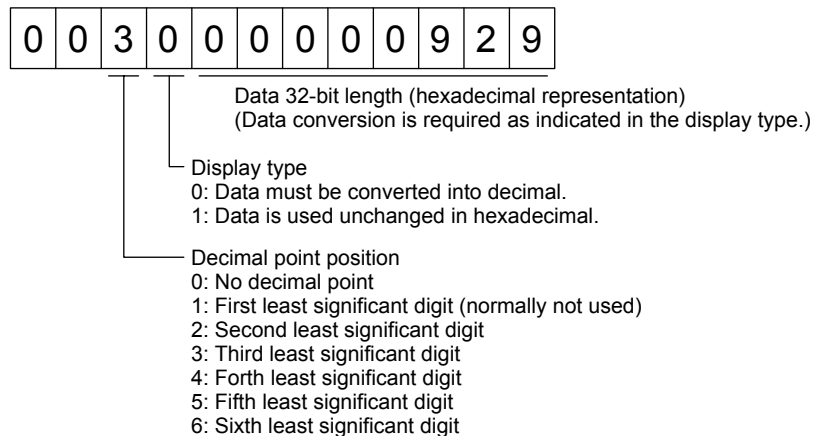 0 0 3 0 0 0 0 0 0 9 2 9
Data 32-bit length (hexadecimal representation)
(Data conversion is required as indicated in the display type.)
Display type
0: Data must be converted into decimal.
1: Data is used unchanged in hexadecimal.
Decimal point position
0: No decimal point
1: First least significant digit (normally not used)
2: Second least significant digit
3: Third least significant digit
4: Forth least significant digit
5: Fifth least significant digit
6: Sixth least significant digit